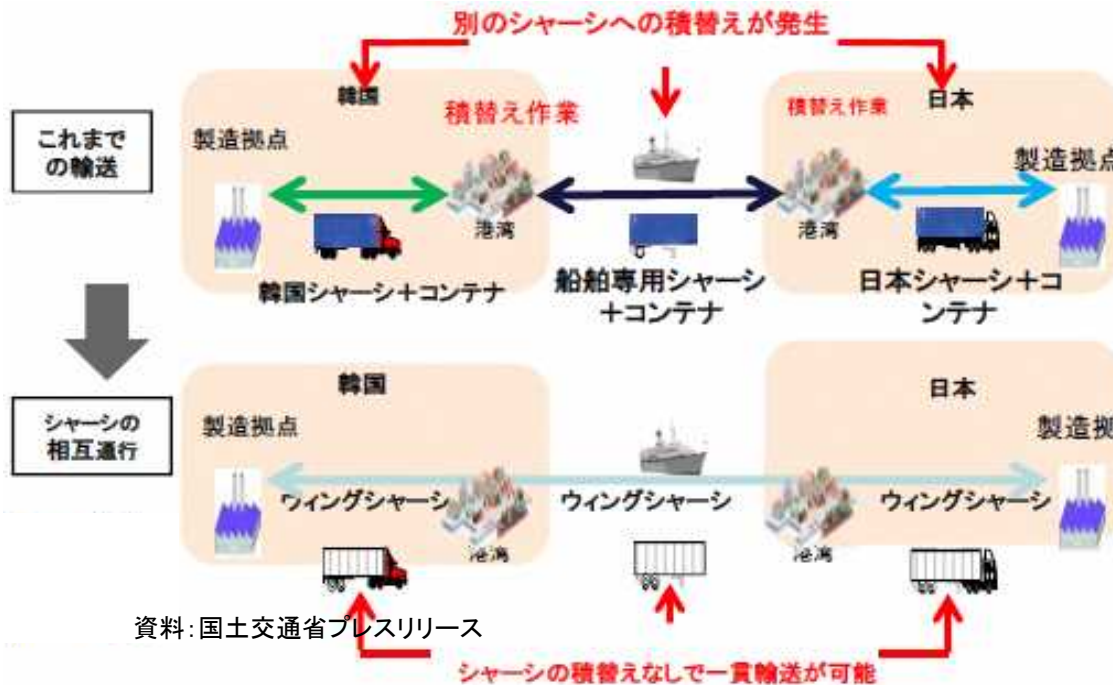 別のシャーシへの積替えが発生
韓国
日本
積替え作業
積替え作業
これまで
の輸送
製造拠点
製造拠点
港湾
港湾
韓国シャーシ＋コンテナ
船舶専用シャーシ
＋コンテナ
日本シャーシ＋コ
ンテナ
韓国
日本
シャーシの
相互通行
製造拠点
製造拠
ウィングシャーシ
ウィングシャーシ
ウィングシャーシ
港湾
港湾
資料：国土交通省プレスリリース
シャーシの積替えなしで一貫輸送が可能